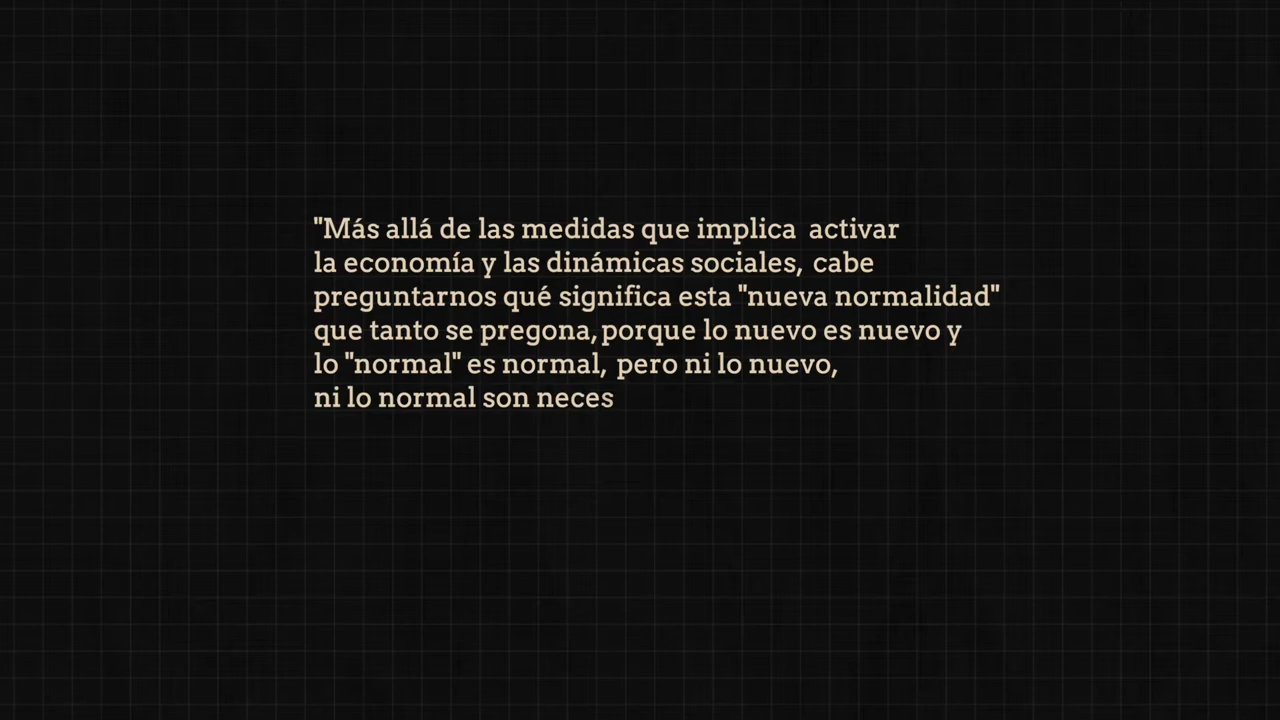 "Más allá de las medidas que implica  activar
la economía y las dinámicas sociales, cabe
preguntarnos qué significa esta "nueva normalidad"
que tanto se pregona, porque lo nuevo es nuevo y
lo "normal" es normal, pero ni lo nuevo,
ni lo normal son neces